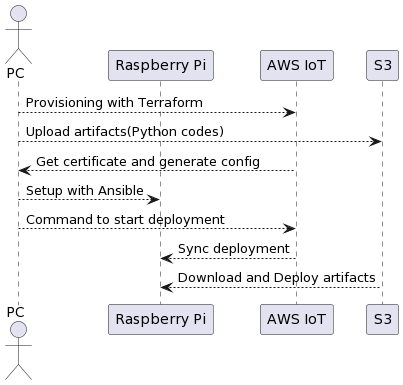 PC
Raspberry Pi
AWS IoT
S3
Provisioning with Terraform
Upload artifacts(Python codes)
Get certificate and generate config
Setup with Ansible
Command to start deployment
Sync deployment
Download and Deploy artifacts
PC
Raspberry Pi
AWS IoT
S3